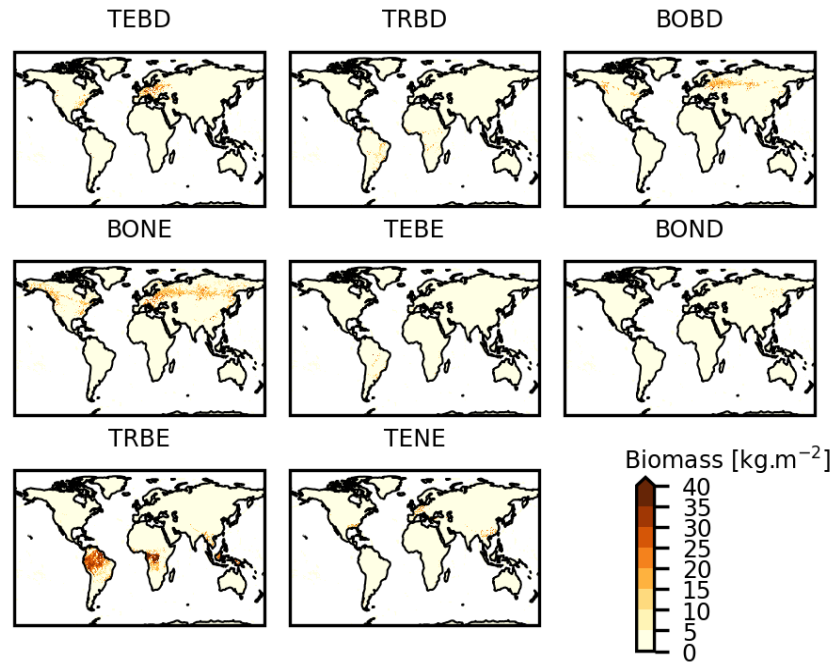 TEBD
TRBD
BOBD
BONE
TEBE
BOND
TRBE
TENE
Biomass [kg.m⁻²]
40
35
30
25
20
15
10
5
0